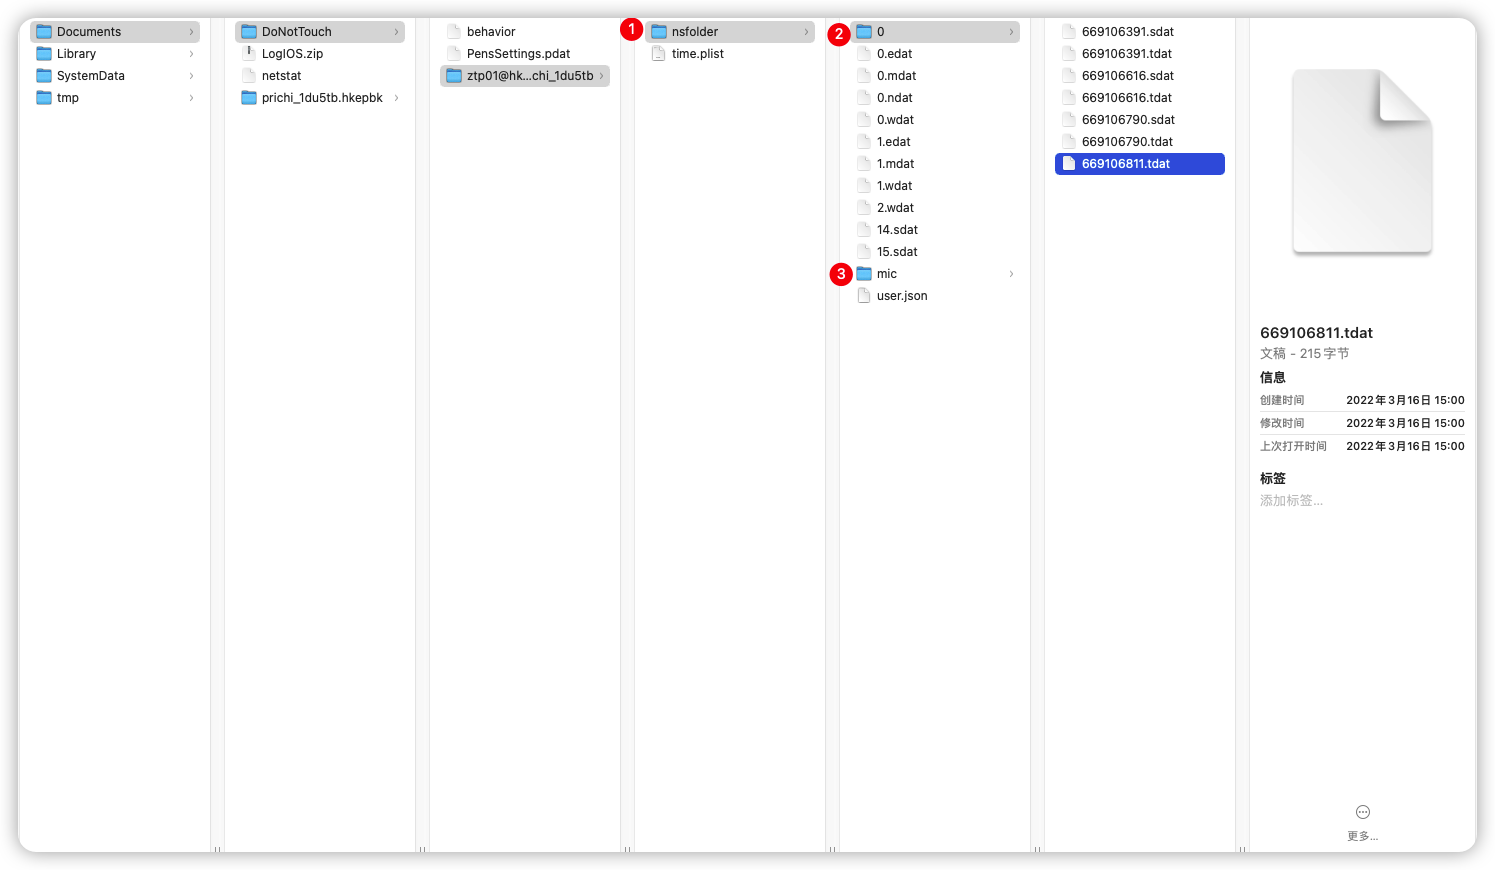 Documents
Library
SystemData
tmp
DoNotTouch
LogIOS.zip
netstat
prichi_1du5tb.hkepbk
behavior
PensSettings.pdat
ztp01@hk...chi_1du5tb
1
nsfolder
time.plist
2
0
0.edat
0.mdat
0.ndat
0.wdat
1.edat
1.mdat
1.wdat
2.wdat
14.sdat
15.sdat
3
mic
user.json
669106391.sdat
669106391.tdat
669106616.sdat
669106616.tdat
669106790.sdat
669106790.tdat
669106811.tdat
669106811.tdat
文稿 - 215 字节
信息
创建时间 2022年3月16日 15:00
修改时间 2022年3月16日 15:00
上次打开时间 2022年3月16日 15:00
标签
添加标签...
更多...